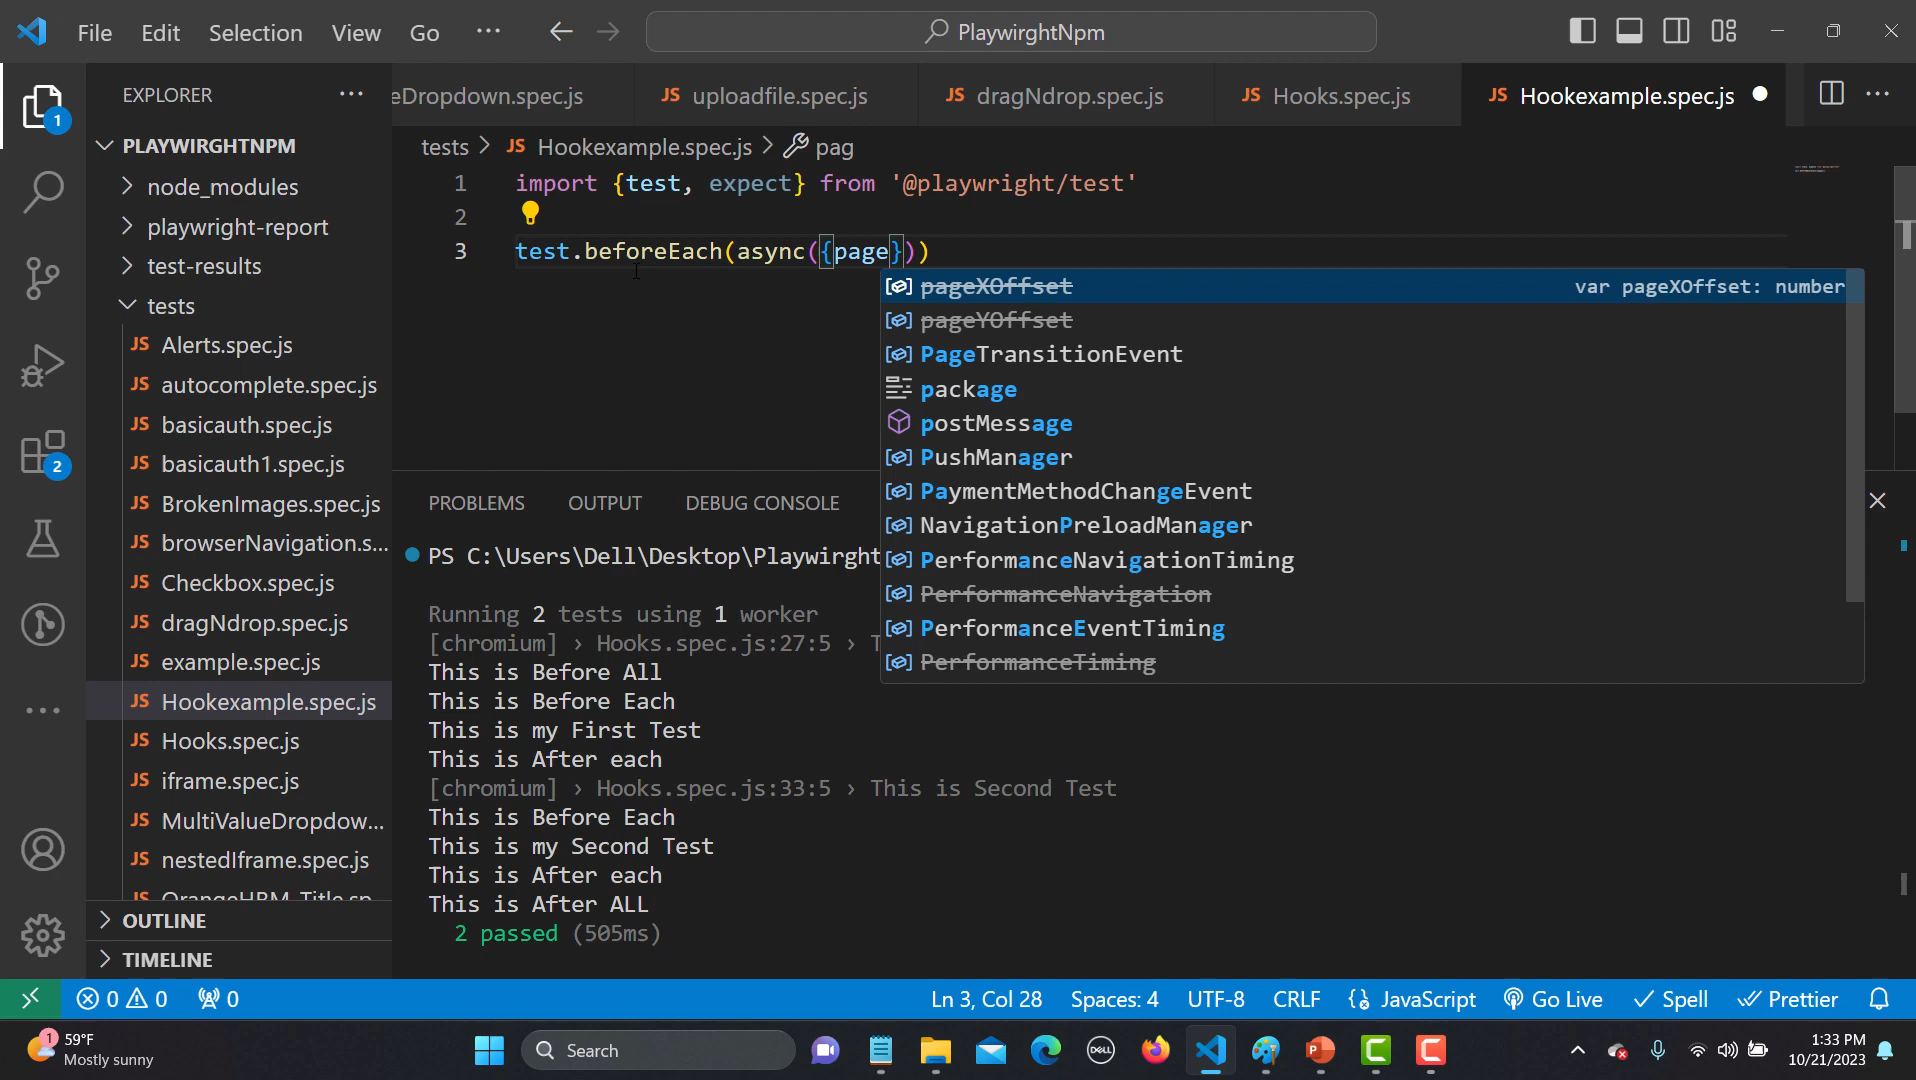 File Edit Selection View Go ··· PlaywirghtNpm
EXPLORER ···
eDropdown.spec.js JS uploadfile.spec.js JS dragNdrop.spec.js JS Hooks.spec.js JS Hookexample.spec.js ···
tests > JS Hookexample.spec.js > pag
1 import {test, expect} from '@playwright/test'
2
3 test.beforeEach(async({page}))
pageXOffset var pageXOffset: number
pageYOffset
PageTransitionEvent
package
postMessage
PushManager
PaymentMethodChangeEvent
NavigationPreloadManager
PerformanceNavigationTiming
PerformanceNavigation
PerformanceEventTiming
PerformanceTiming
1
2
PLAYWIRGHTNPM
node_modules
playwright-report
test-results
tests
JS Alerts.spec.js
JS autocomplete.spec.js
JS basicauth.spec.js
JS basicauth1.spec.js
JS BrokenImages.spec.js
JS browserNavigation.s...
JS Checkbox.spec.js
JS dragNdrop.spec.js
JS example.spec.js
JS Hookexample.spec.js
JS Hooks.spec.js
JS iframe.spec.js
JS MultiValueDropdow...
JS nestedIframe.spec.js
JS OrangeHRM_Title.sp...
OUTLINE
TIMELINE
PROBLEMS OUTPUT DEBUG CONSOLE
PS C:\Users\Dell\Desktop\Playwirght
Running 2 tests using 1 worker
[chromium] › Hooks.spec.js:27:5 › T
This is Before All
This is Before Each
This is my First Test
This is After each
[chromium] › Hooks.spec.js:33:5 › This is Second Test
This is Before Each
This is my Second Test
This is After each
This is After ALL
2 passed (505ms)
0 0 0 Ln 3, Col 28 Spaces: 4 UTF-8 CRLF JavaScript Go Live Spell Prettier
1 59°F
Mostly sunny
Search
DELL
1:33 PM
10/21/2023